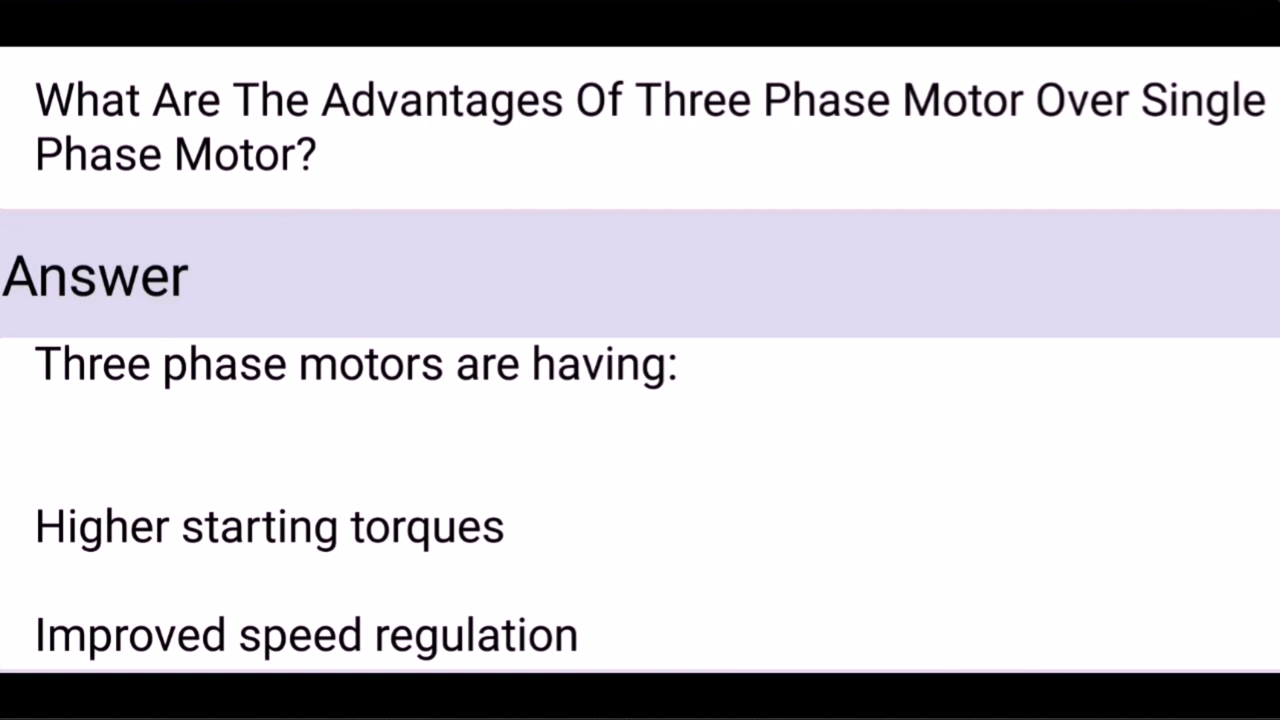 What Are The Advantages Of Three Phase Motor Over Single
Phase Motor?
Answer
Three phase motors are having:
Higher starting torques
Improved speed regulation